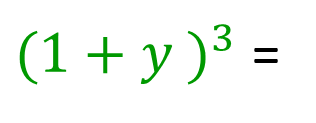 (1 + y )³ =